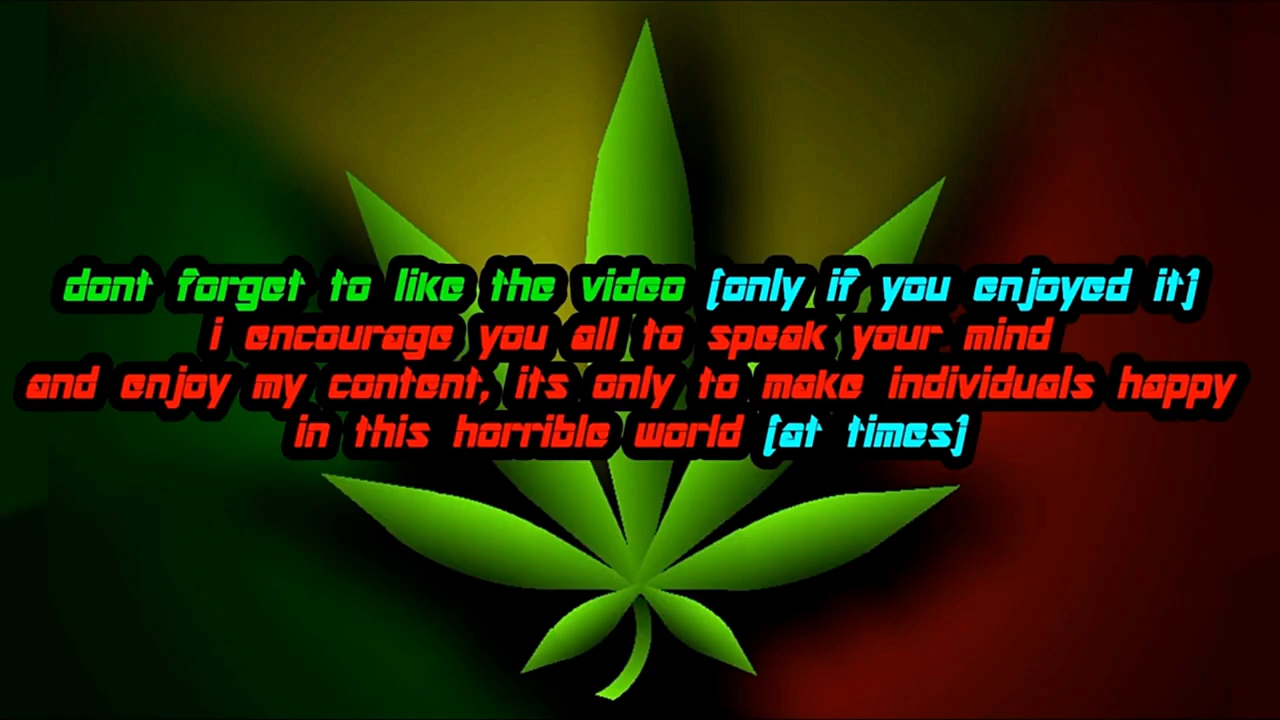 dont forget to like the video (only if you enjoyed it)
i encourage you all to speak your mind
and enjoy my content, its only to make individuals happy
in this horrible world (at times)